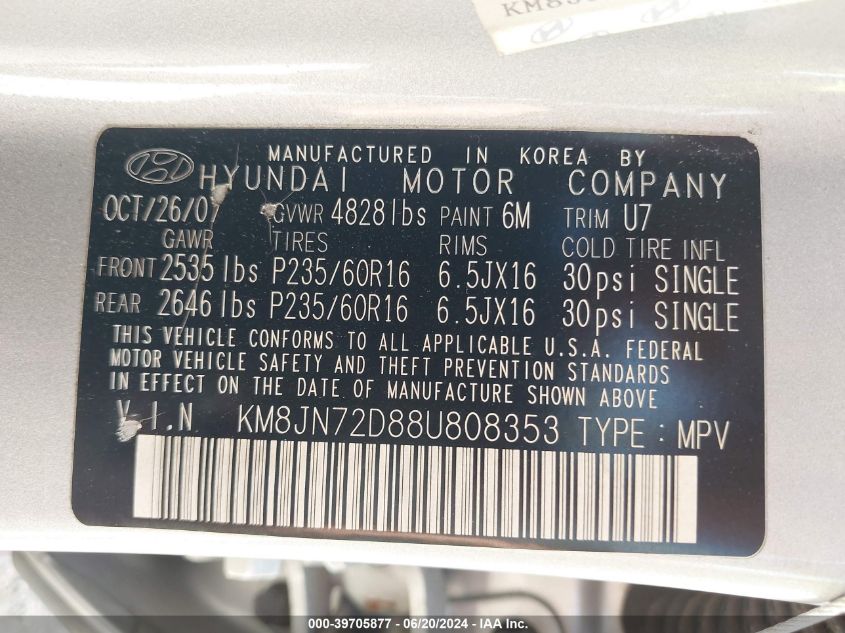 MANUFACTURED IN KOREA BY
HYUNDAI MOTOR COMPANY
OCT/26/07 GVWR 4828lbs PAINT 6M TRIM U7
GAWR TIRES RIMS COLD TIRE INFL
FRONT 2535lbs P235/60R16 6.5JX16 30psi SINGLE
REAR 2646lbs P235/60R16 6.5JX16 30psi SINGLE
THIS VEHICLE CONFORMS TO ALL APPLICABLE U.S.A. FEDERAL
MOTOR VEHICLE SAFETY AND THEFT PREVENTION STANDARDS
IN EFFECT ON THE DATE OF MANUFACTURE SHOWN ABOVE
V.I.N KM8JN72D88U808353 TYPE : MPV
000-39705877 - 06/20/2024 - IAAI.com